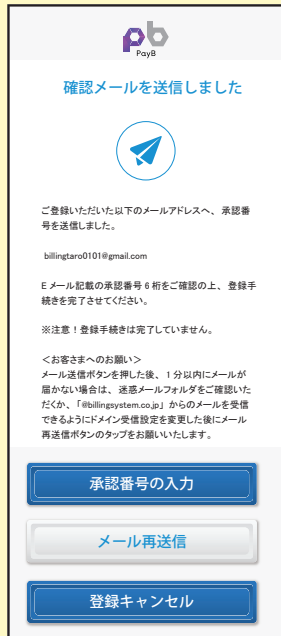 pb
PayB
確認メールを送信しました
ご登録いただいた以下のメールアドレスへ、承認番
号を送信しました。
billingtaro0101@gmail.com
Eメール記載の承認番号6桁をご確認の上、登録手
続きを完了させてください。
※注意！登録手続きは完了していません。
＜お客さまへのお願い＞
メール送信ボタンを押した後、1分以内にメールが
届かない場合は、迷惑メールフォルダをご確認いた
だくか、「@billingsystem.co.jp」からのメールを受信
できるようにドメイン受信設定を変更した後にメール
再送信ボタンのタップをお願いいたします。
承認番号の入力
メール再送信
登録キャンセル